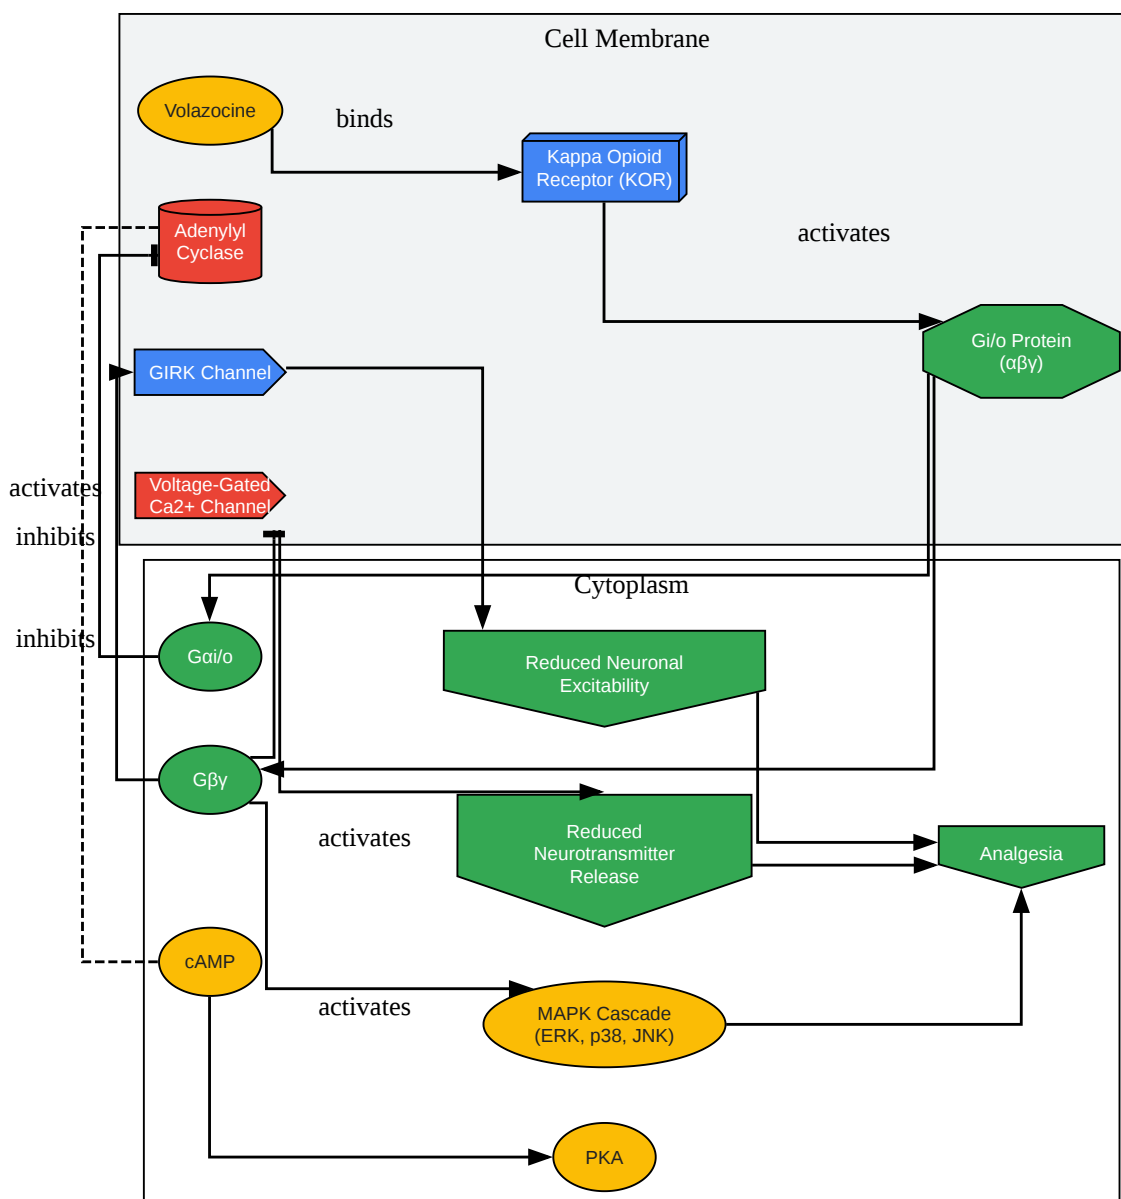 Cell Membrane
Volazocine
binds
Kappa Opioid
Receptor (KOR)
activates
Adenylyl
Cyclase
Gi/o Protein
(αβγ)
GIRK Channel
Voltage-Gated
Ca2+ Channel
activates
inhibits
Cytoplasm
inhibits
Gαi/o
Reduced Neuronal
Excitability
Gβγ
activates
Reduced
Neurotransmitter
Release
Analgesia
cAMP
activates
MAPK Cascade
(ERK, p38, JNK)
PKA